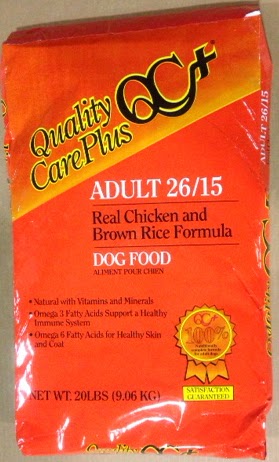 Quality
CarePlus
QC+
ADULT 26/15
ADULT 26/15
Real Chicken and
Brown Rice Formula
DOG FOOD
ALIMENT POUR CHIEN
• Natural with Vitamins and Minerals
• Omega 3 Fatty Acids Support a Healthy
Immune System
• Omega 6 Fatty Acids for Healthy Skin
and Coat
QC+
100%
SATISFACTION
GUARANTEED
NET WT. 20LBS (9.06 KG)
Quality